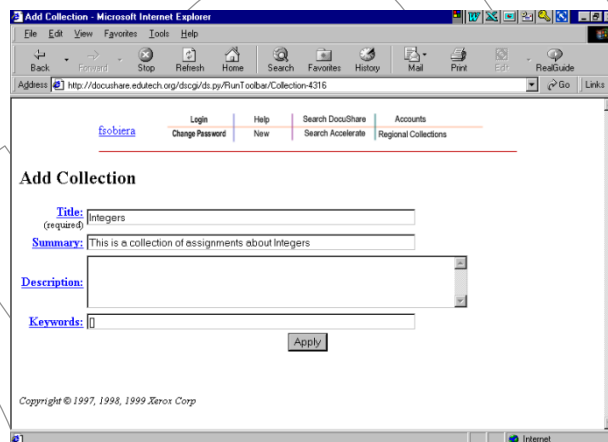 Add Collection - Microsoft Internet Explorer
File Edit View Favorites Tools Help
Back Forward Stop Refresh Home Search Favorites History Mail Print Edit RealGuide
Address http://docushare.edutech.org/dscgi/ds.py/RunToolbar/Collection-4316 Go Links
fsobiera
Login Help Search DocuShare Accounts
Change Password New Search Accelerate Regional Collections
Add Collection
Title: Integers
(required)
Summary: This is a collection of assignments about Integers
Description:
Keywords: []
Apply
Copyright © 1997, 1998, 1999 Xerox Corp
Internet